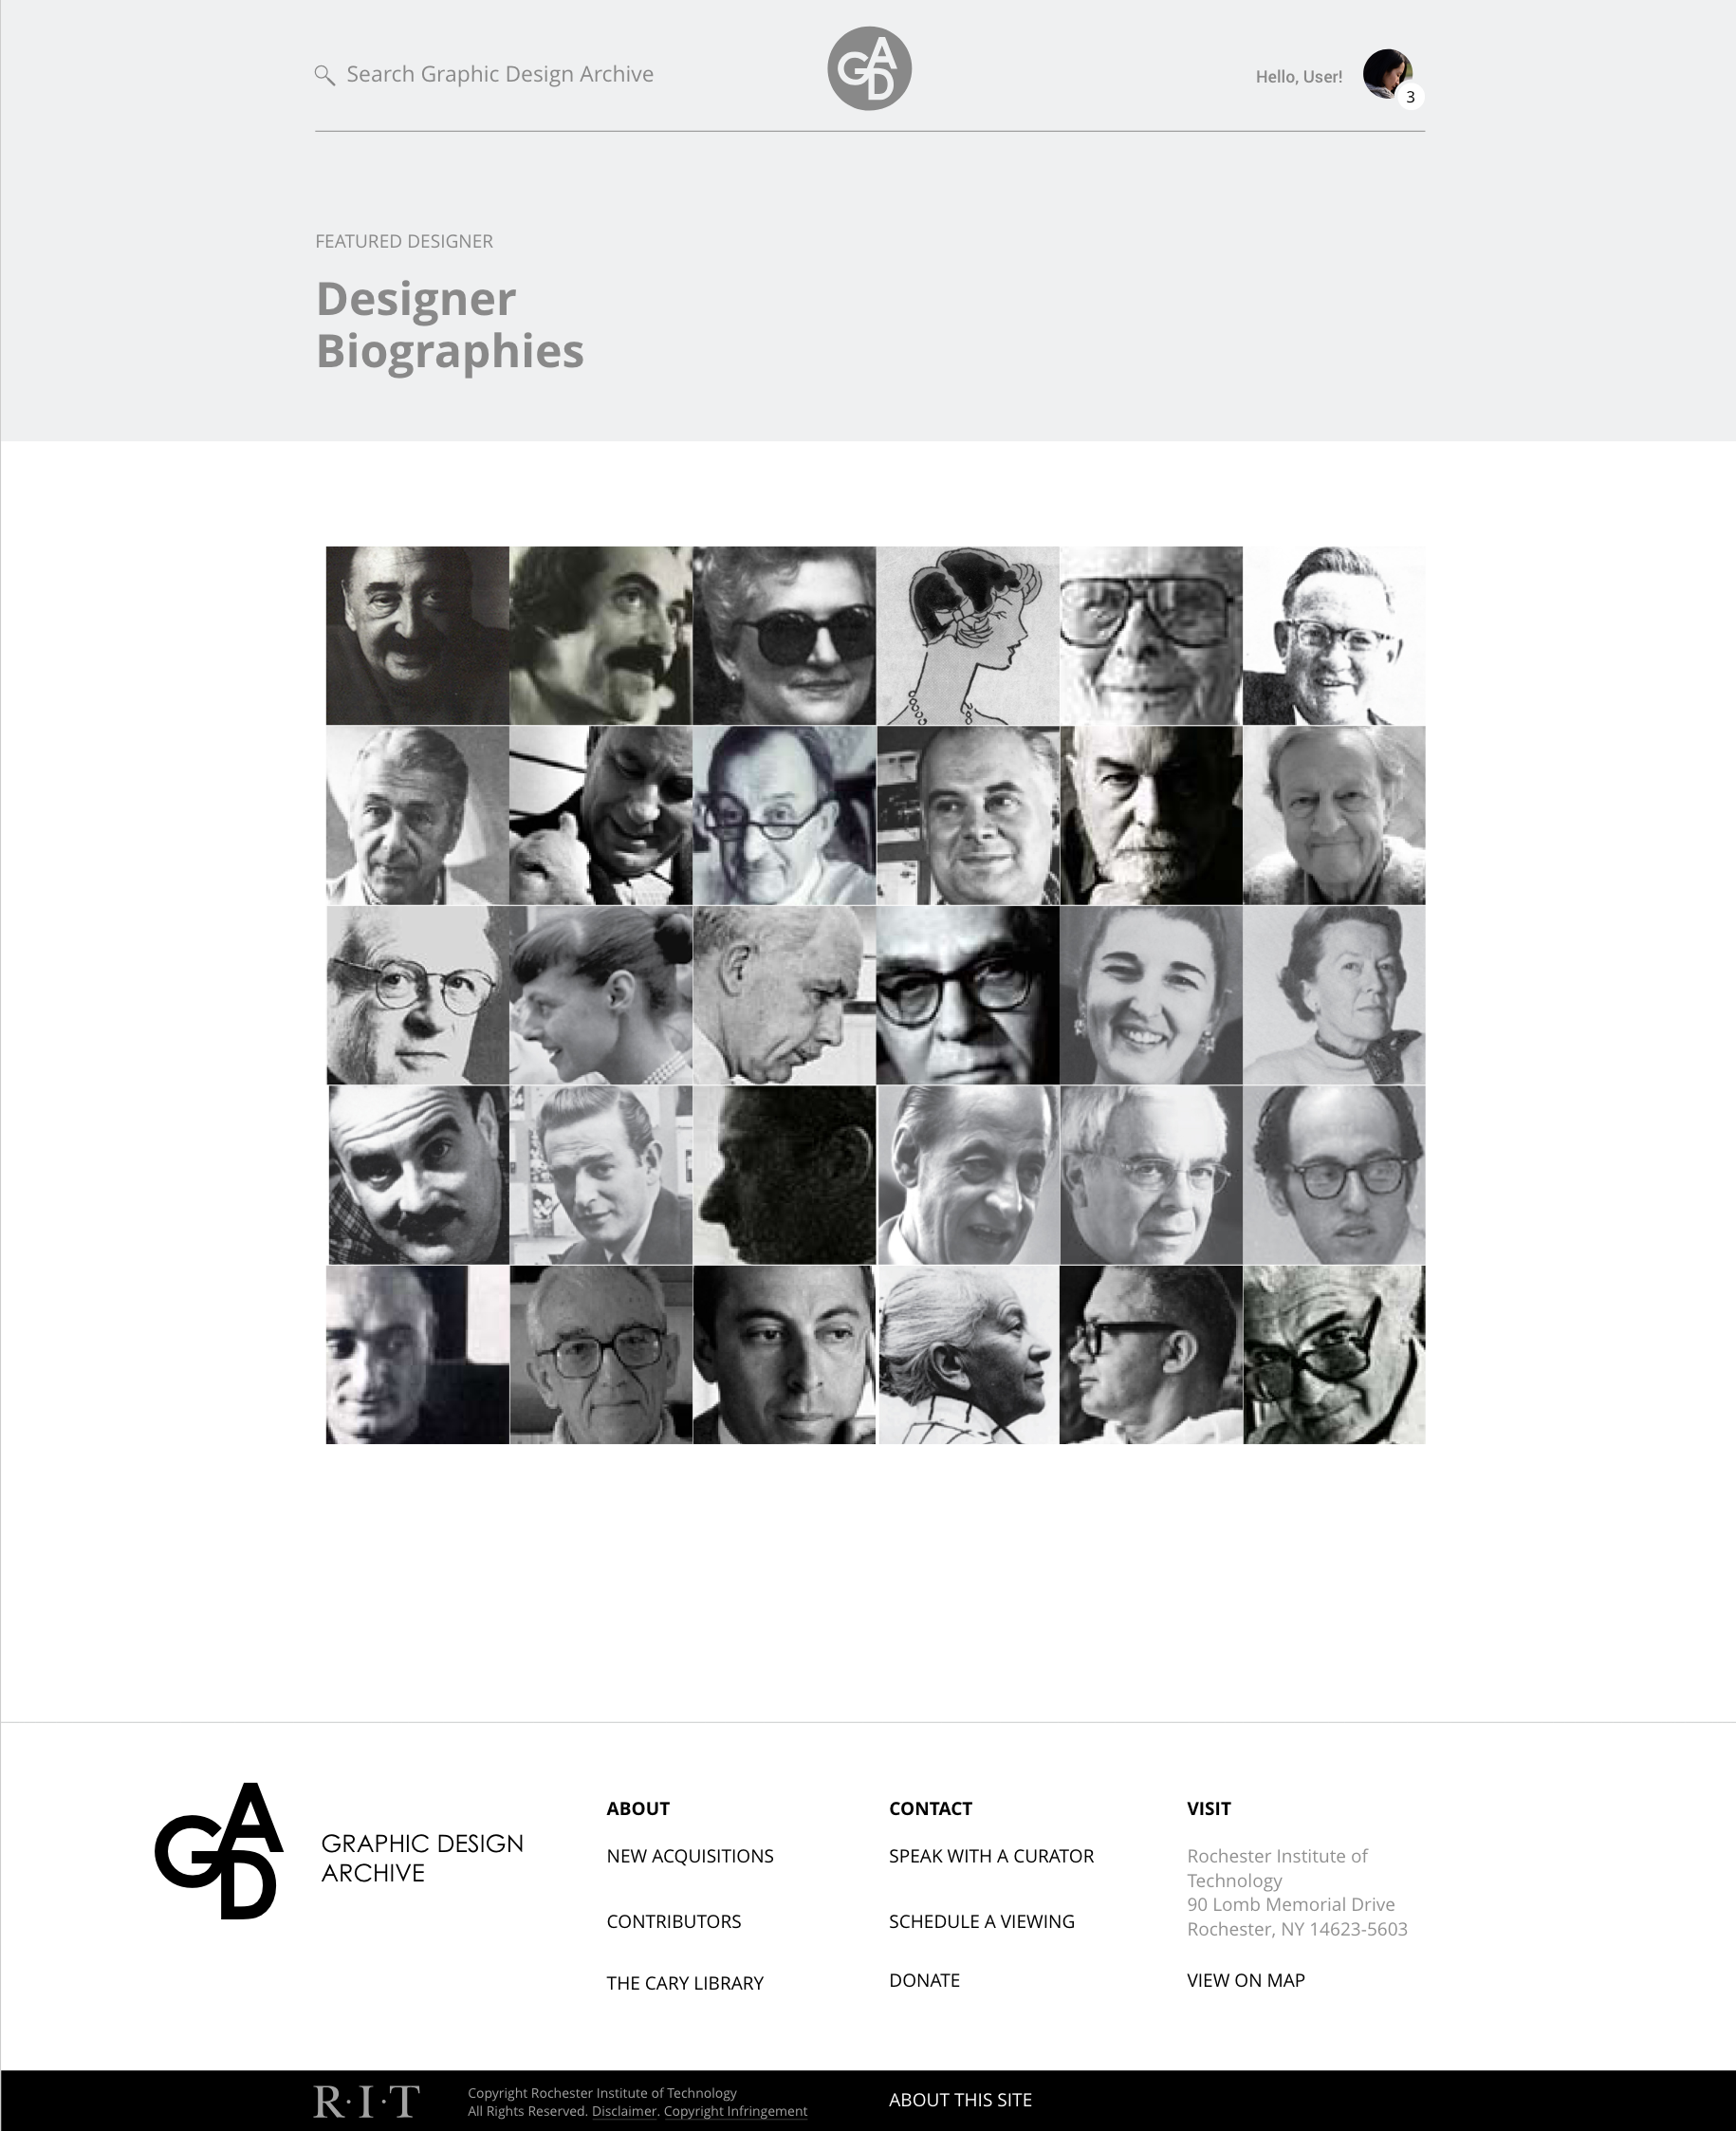 Search Graphic Design Archive
GAD
Hello, User!
3
FEATURED DESIGNER
Designer
Biographies
GAD
GRAPHIC DESIGN
ARCHIVE
ABOUT
NEW ACQUISITIONS
CONTRIBUTORS
THE CARY LIBRARY
CONTACT
SPEAK WITH A CURATOR
SCHEDULE A VIEWING
DONATE
VISIT
Rochester Institute of
Technology
90 Lomb Memorial Drive
Rochester, NY 14623-5603
VIEW ON MAP
R·I·T
Copyright Rochester Institute of Technology
All Rights Reserved. Disclaimer. Copyright Infringement
ABOUT THIS SITE